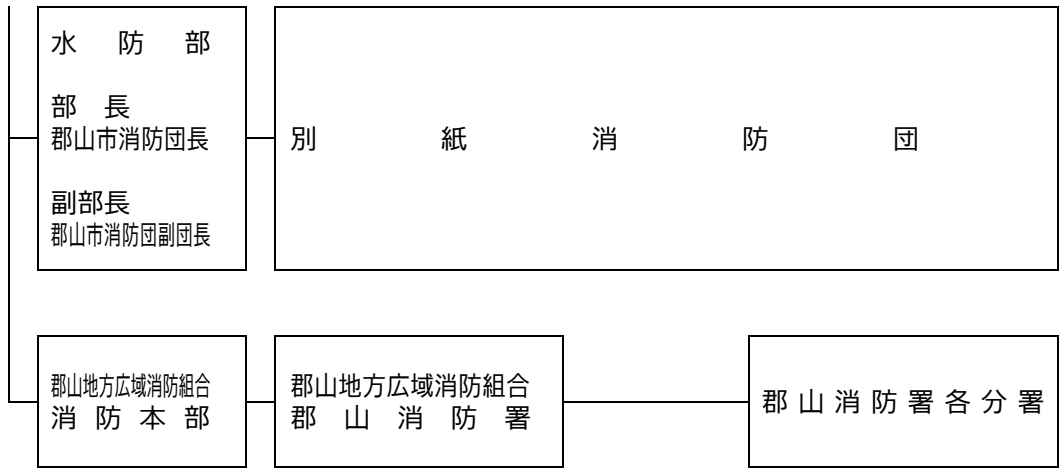 水防部
部長
郡山市消防団長
副部長
郡山市消防団副団長
別紙消防団
郡山地方広域消防組合
消防本部
郡山地方広域消防組合
郡山消防署
郡山消防署各分署